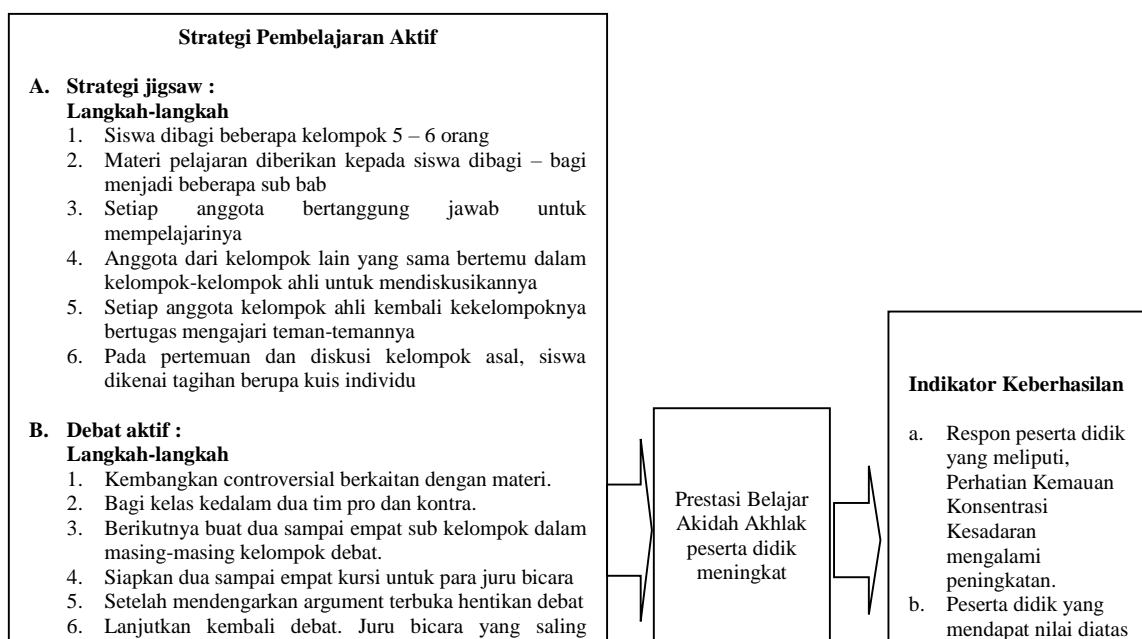 Strategi Pembelajaran Aktif
A. Strategi jigsaw :
Langkah-langkah
1. Siswa dibagi beberapa kelompok 5 – 6 orang
2. Materi pelajaran diberikan kepada siswa dibagi – bagi
menjadi beberapa sub bab
3. Setiap anggota bertanggung jawab untuk
mempelajarinya
4. Anggota dari kelompok lain yang sama bertemu dalam
kelompok-kelompok ahli untuk mendiskusikannya
5. Setiap anggota kelompok ahli kembali kekelompoknya
bertugas mengajari teman-temannya
6. Pada pertemuan dan diskusi kelompok asal, siswa
dikenai tagihan berupa kuis individu
B. Debat aktif :
Langkah-langkah
1. Kembangkan controversial berkaitan dengan materi.
2. Bagi kelas kedalam dua tim pro dan kontra.
3. Berikutnya buat dua sampai empat sub kelompok dalam
masing-masing kelompok debat.
4. Siapkan dua sampai empat kursi untuk para juru bicara
5. Setelah mendengarkan argument terbuka hentikan debat
6. Lanjutkan kembali debat. Juru bicara yang saling
Prestasi Belajar
Akidah Akhlak
peserta didik
meningkat
Indikator Keberhasilan
a. Respon peserta didik
yang meliputi,
Perhatian Kemauan
Konsentrasi
Kesadaran
mengalami
peningkatan.
b. Peserta didik yang
mendapat nilai diatas